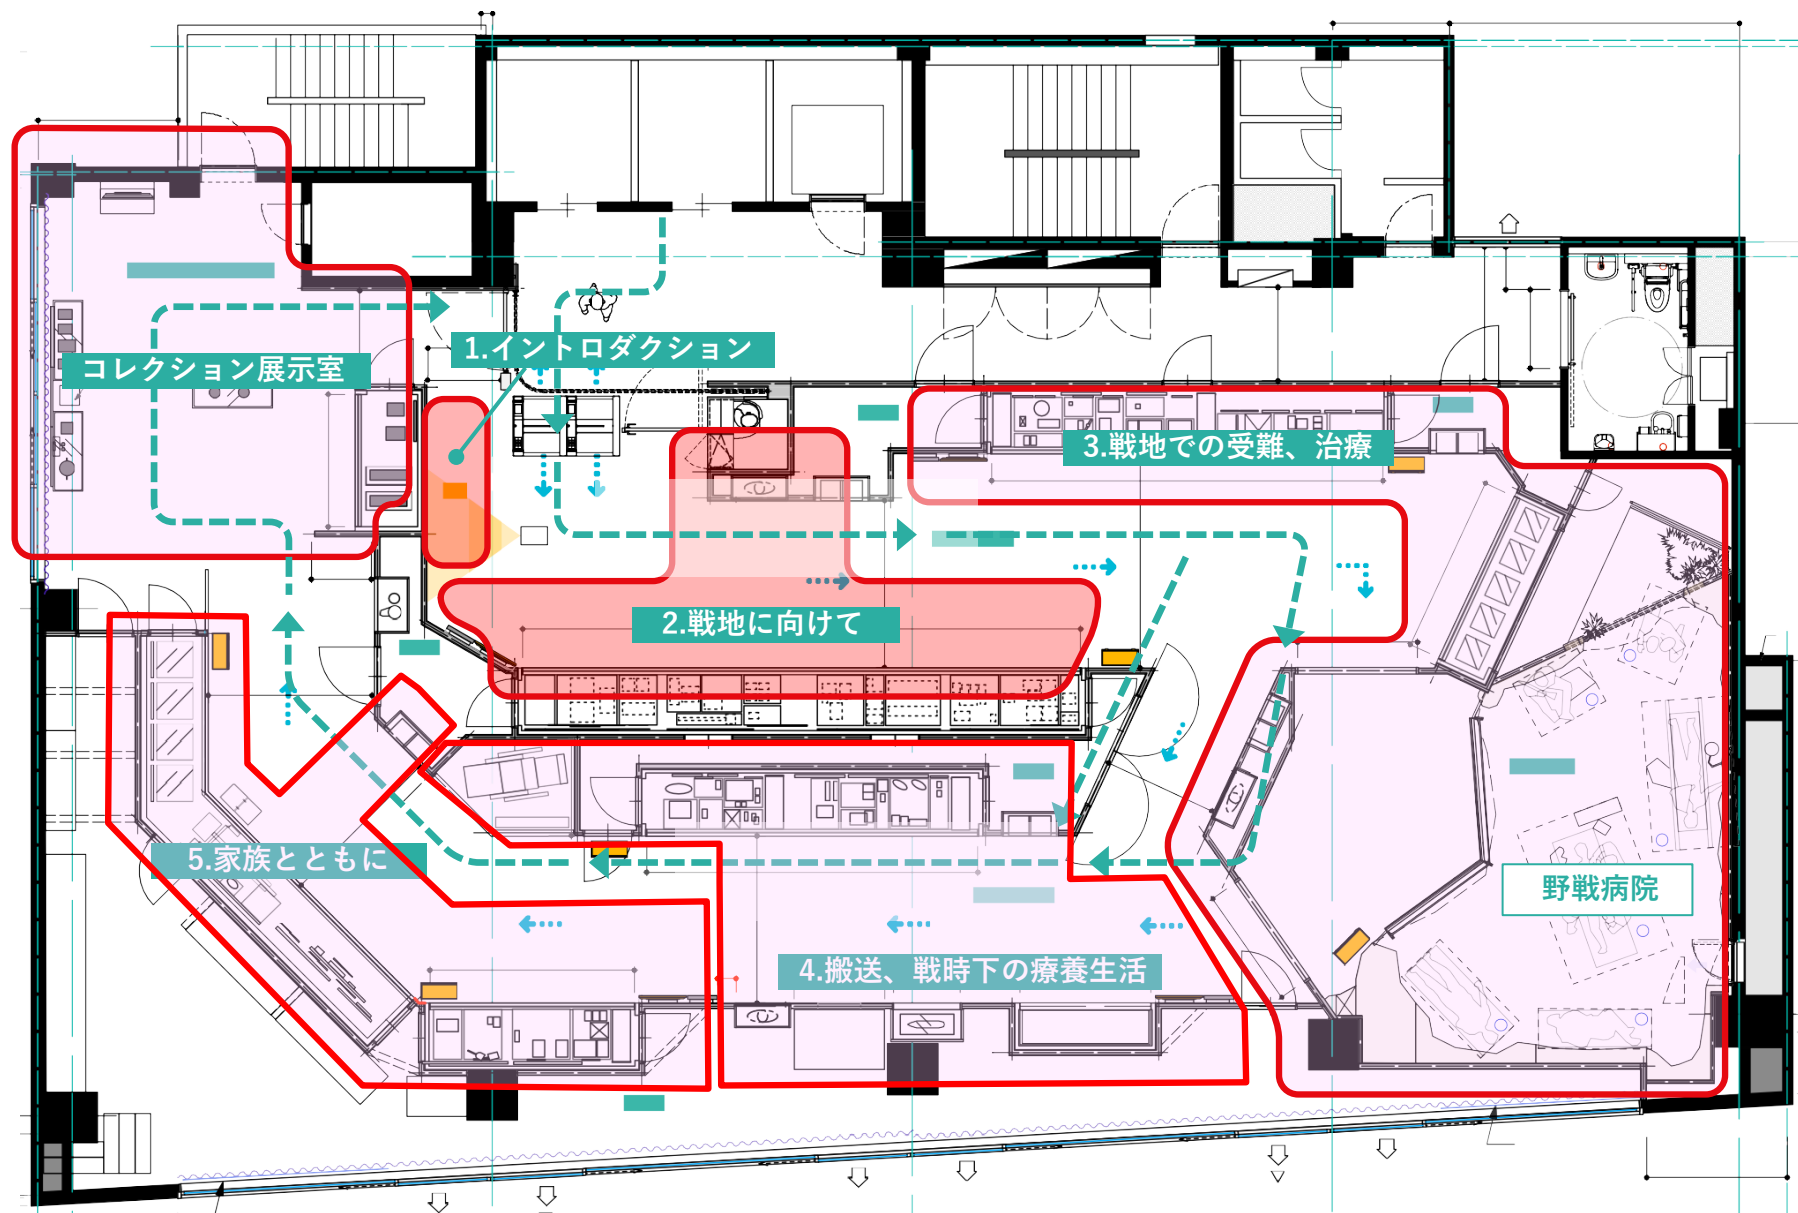 1.イントロダクション
コレクション展示室
3.戦地での受難、治療
2.戦地に向けて
5.家族とともに
野戦病院
4.搬送、戦時下の療養生活